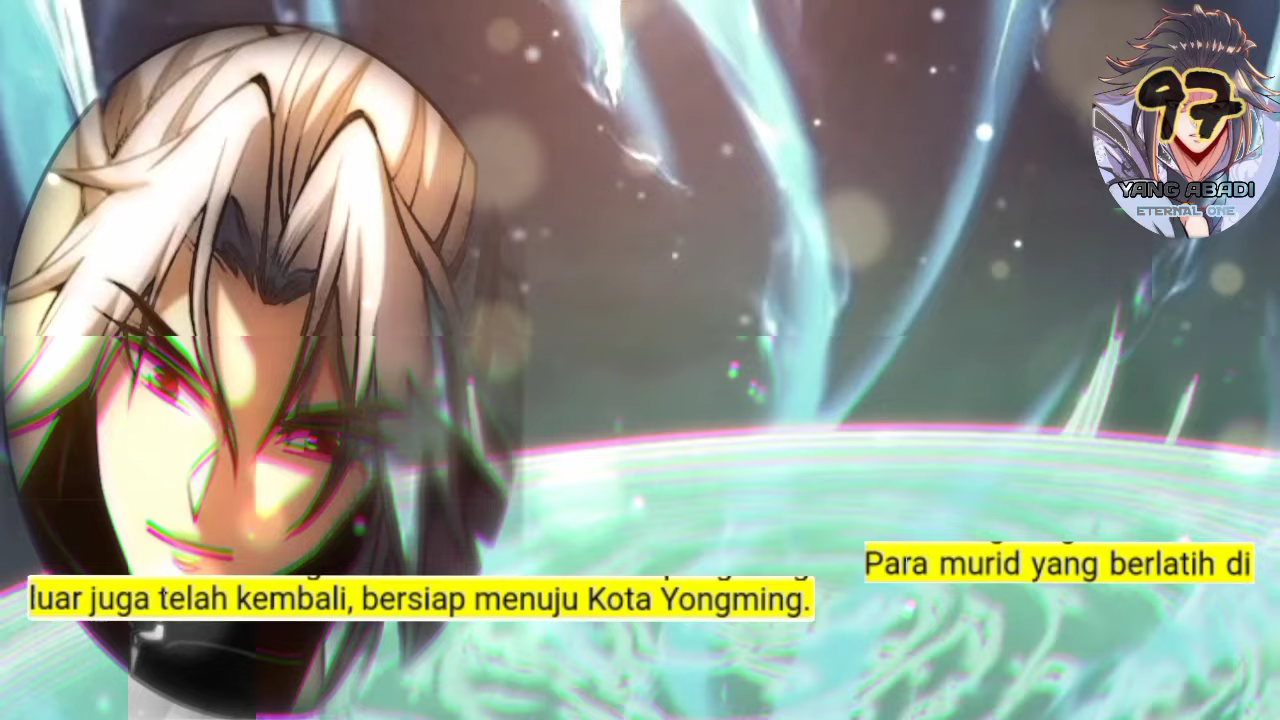 97
YANG ABADI
ETERNAL ONE
Para murid yang berlatih di
luar juga telah kembali, bersiap menuju Kota Yongming.